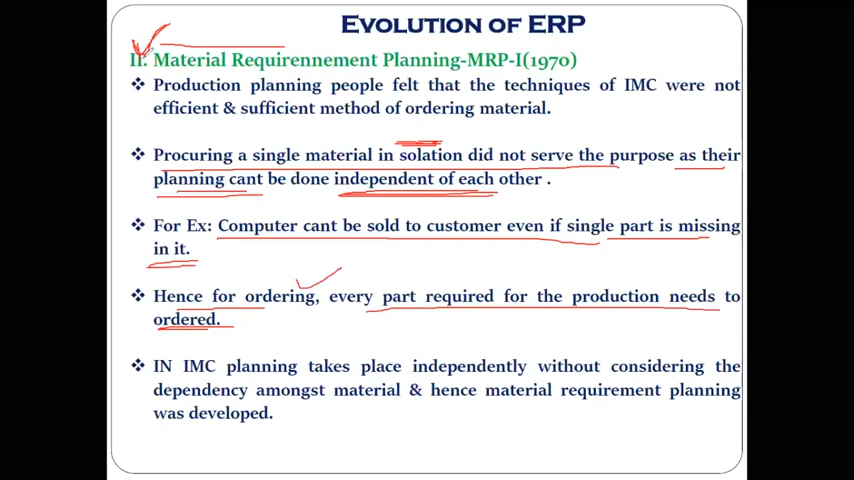 Evolution of ERP
II. Material Requirennement Planning-MRP-I(1970)
❖ Production planning people felt that the techniques of IMC were not
efficient & sufficient method of ordering material.
❖ Procuring a single material in solation did not serve the purpose as their
planning cant be done independent of each other .
❖ For Ex: Computer cant be sold to customer even if single part is missing
in it.
❖ Hence for ordering, every part required for the production needs to
ordered.
❖ IN IMC planning takes place independently without considering the
dependency amongst material & hence material requirement planning
was developed.